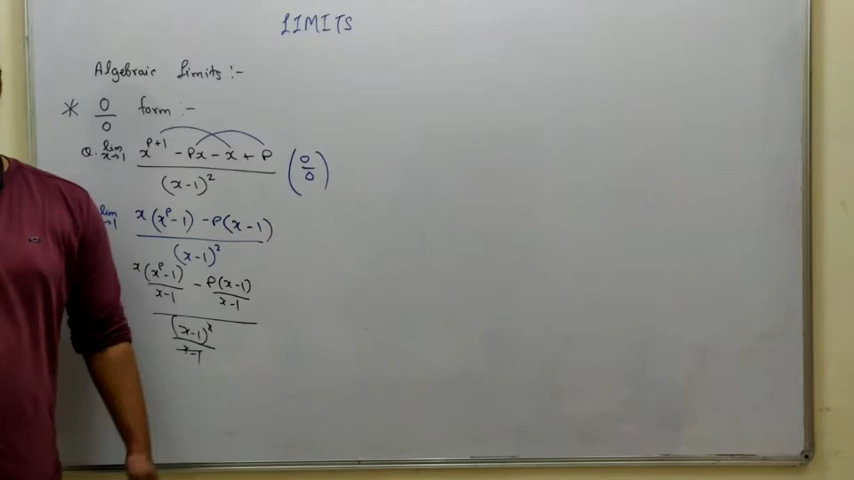 LIMITS
Algebraic Limits :-
* 0/0 form :-
Q. lim x→1 (x^(P+1) - Px - x + P)/(x-1)^2 (0/0)
lim →1 (x(x^P - 1) - P(x-1))/(x-1)^2
(x(x^P-1)/(x-1) - P(x-1)/(x-1))/((x-1)^2/(x-1))